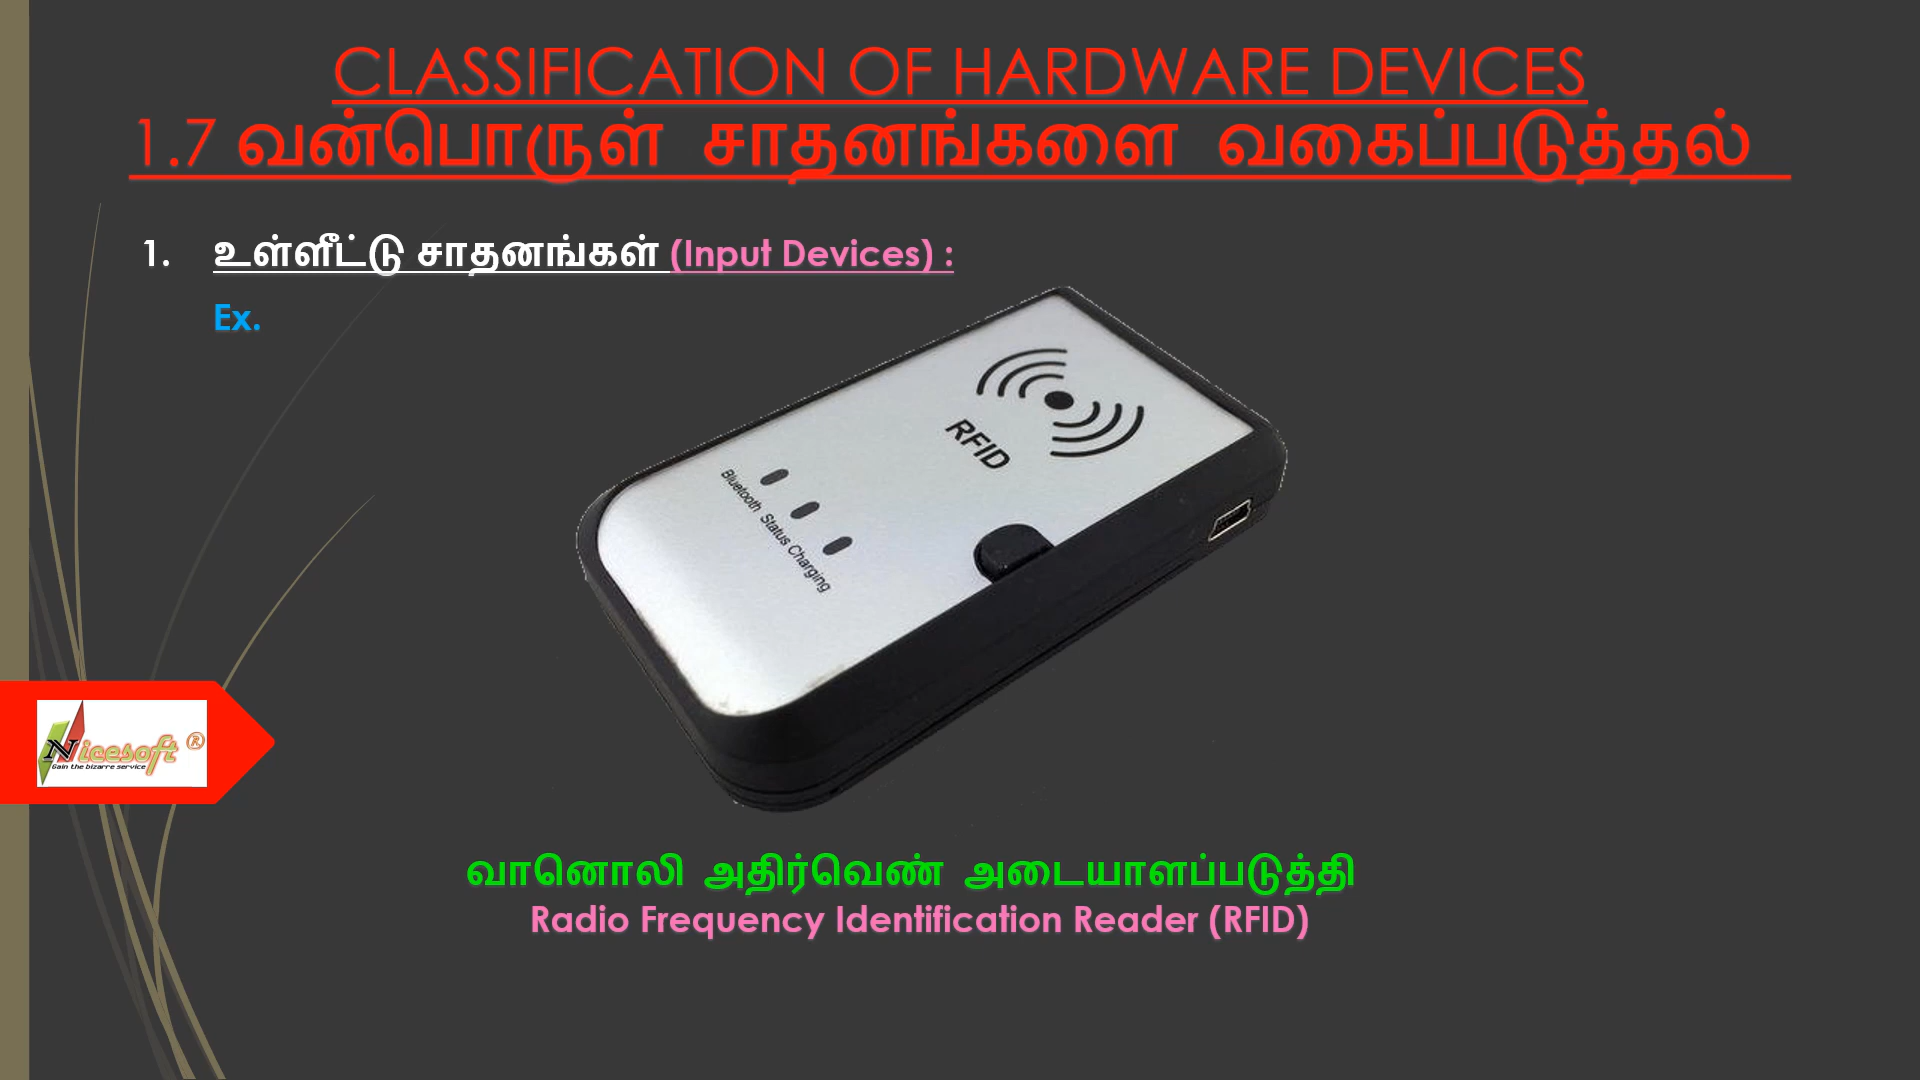 CLASSIFICATION OF HARDWARE DEVICES
1.7 வன்பொருள் சாதனங்களை வகைப்படுத்தல்
1. உள்ளீட்டு சாதனங்கள் (Input Devices) :
Ex.
RFID
Bluetooth Status Charging
Nicesoft ®
Gain the bizarre service
வானொலி அதிர்வெண் அடையாளப்படுத்தி
Radio Frequency Identification Reader (RFID)